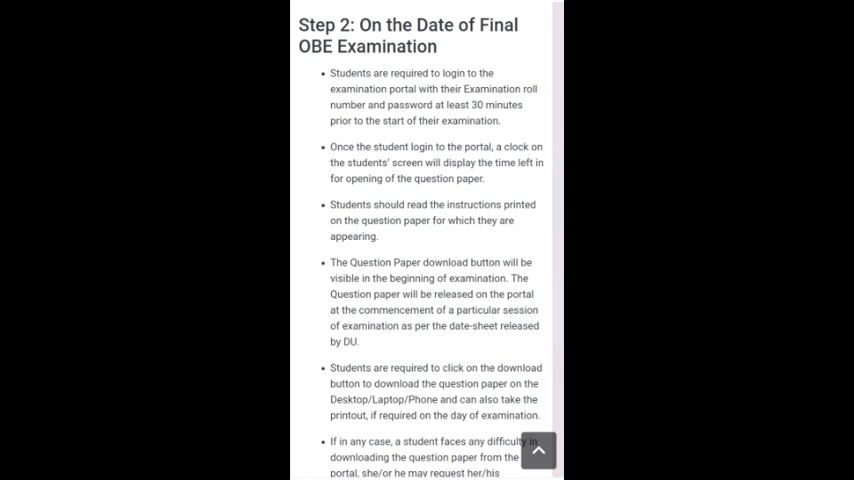 Step 2: On the Date of Final
OBE Examination
• Students are required to login to the
examination portal with their Examination roll
number and password at least 30 minutes
prior to the start of their examination.
• Once the student login to the portal, a clock on
the students' screen will display the time left in
for opening of the question paper.
• Students should read the instructions printed
on the question paper for which they are
appearing.
• The Question Paper download button will be
visible in the beginning of examination. The
Question paper will be released on the portal
at the commencement of a particular session
of examination as per the date-sheet released
by DU.
• Students are required to click on the download
button to download the question paper on the
Desktop/Laptop/Phone and can also take the
printout, if required on the day of examination.
• If in any case, a student faces any difficulty in
downloading the question paper from the
portal, she/or he may request her/his